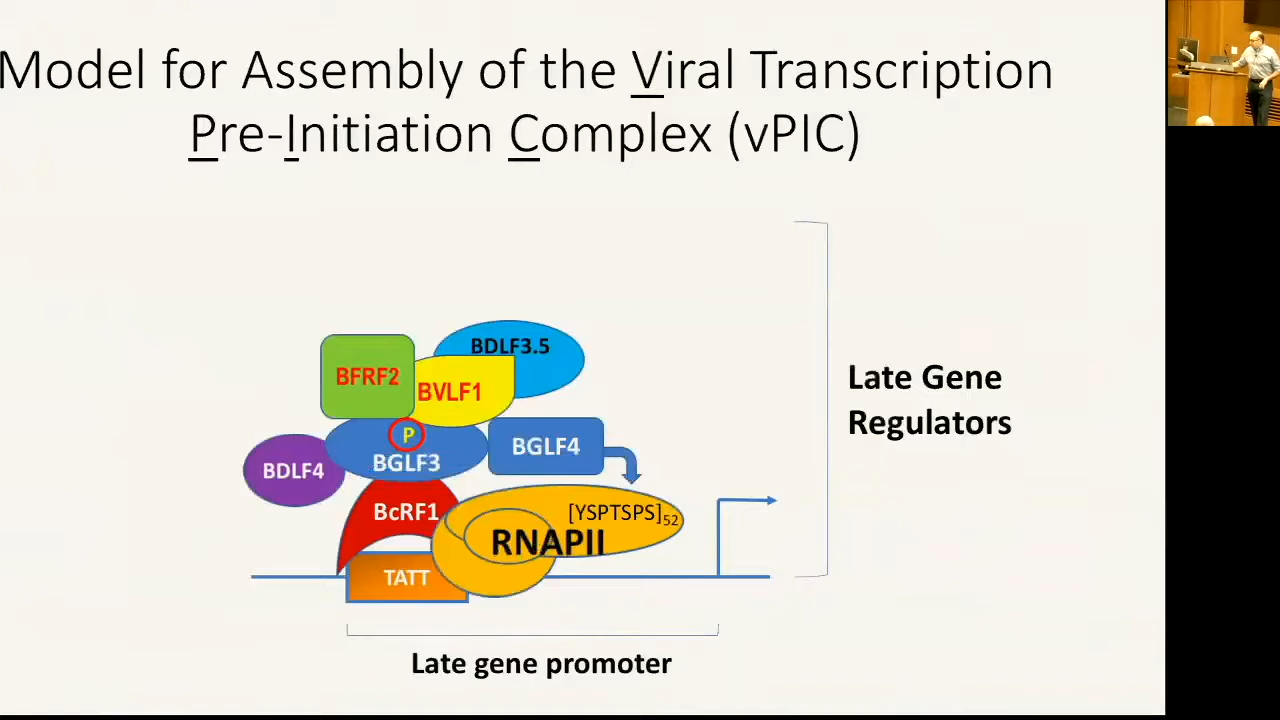 Model for Assembly of the Viral Transcription
Pre-Initiation Complex (vPIC)
BDLF3.5
BFRF2
BVLF1
P
BGLF4
BDLF4
BGLF3
BcRF1
[YSPTSPS]52
RNAPII
TATT
Late Gene
Regulators
Late gene promoter